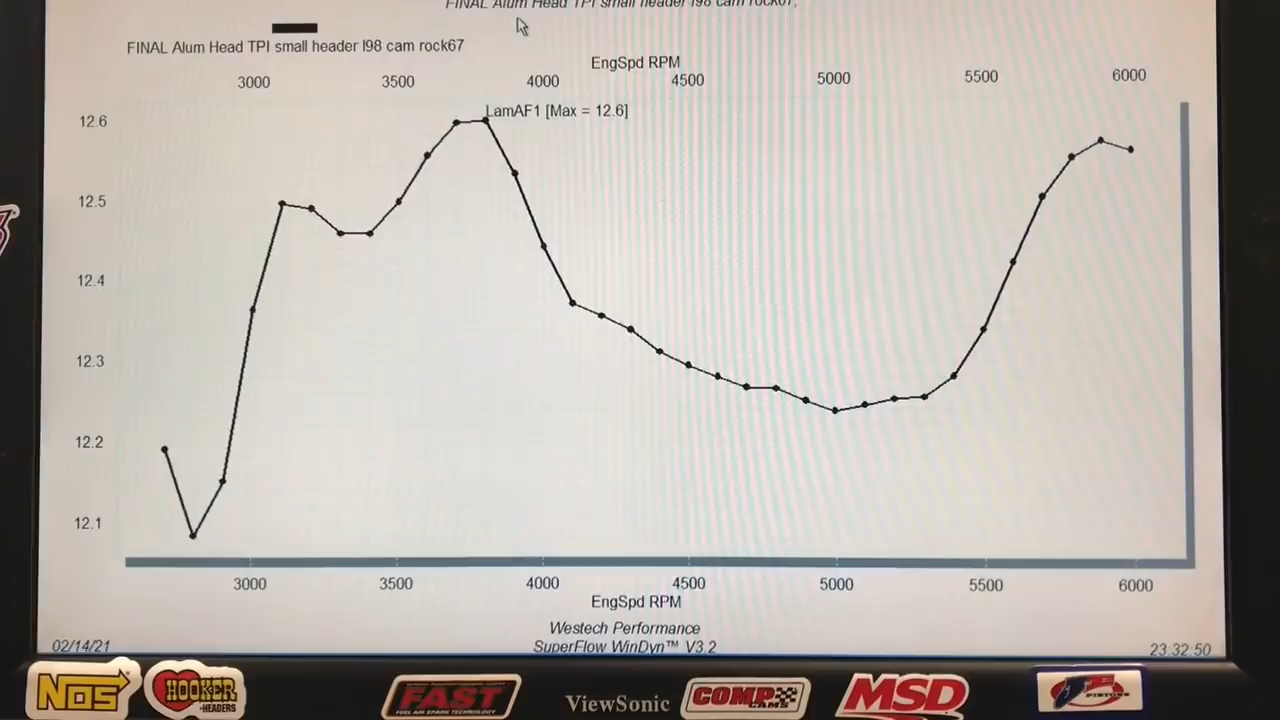 FINAL Alum Head TPI small header l98 cam rock67,
FINAL Alum Head TPI small header l98 cam rock67
EngSpd RPM
3000 3500 4000 4500 5000 5500 6000
LamAF1 [Max = 12.6]
12.6
12.5
12.4
12.3
12.2
12.1
3000 3500 4000 4500 5000 5500 6000
EngSpd RPM
Westech Performance
02/14/21 SuperFlow WinDyn™ V3.2 23:32:50
NOS HOOKER HEADERS FAST FUEL AIR SPARK TECHNOLOGY ViewSonic COMP CAMS MSD JE PISTONS